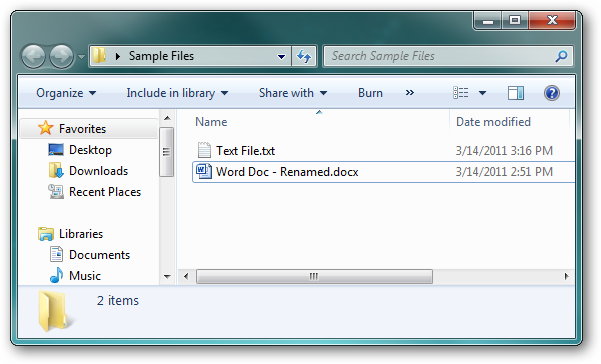 Sample Files
Search Sample Files
Organize Include in library Share with Burn »
Name Date modified
Favorites
Desktop
Downloads
Recent Places
Libraries
Documents
Music
Text File.txt 3/14/2011 3:16 PM
Word Doc - Renamed.docx 3/14/2011 2:51 PM
2 items